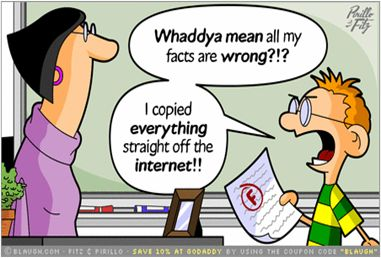 Pirillo
& Fitz
Whaddya mean all my
facts are wrong?!?
I copied
everything
straight off the
internet!!
F
© BLAUGH.COM - FITZ & PIRILLO - SAVE 10% AT GODADDY BY USING THE COUPON CODE "BLAUGH"